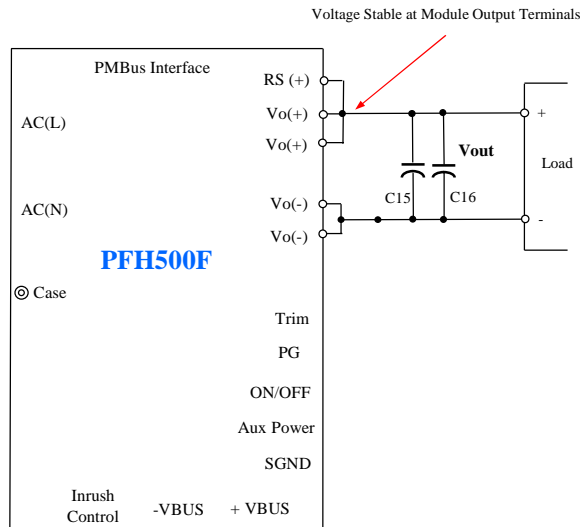 Voltage Stable at Module Output Terminals
PMBus Interface
RS (+)
Vo(+)
Vo(+)
+
AC(L)
Vout
Load
C15
C16
AC(N)
Vo(-)
Vo(-)
-
PFH500F
Case
Trim
PG
ON/OFF
Aux Power
SGND
Inrush
Control
-VBUS
+ VBUS